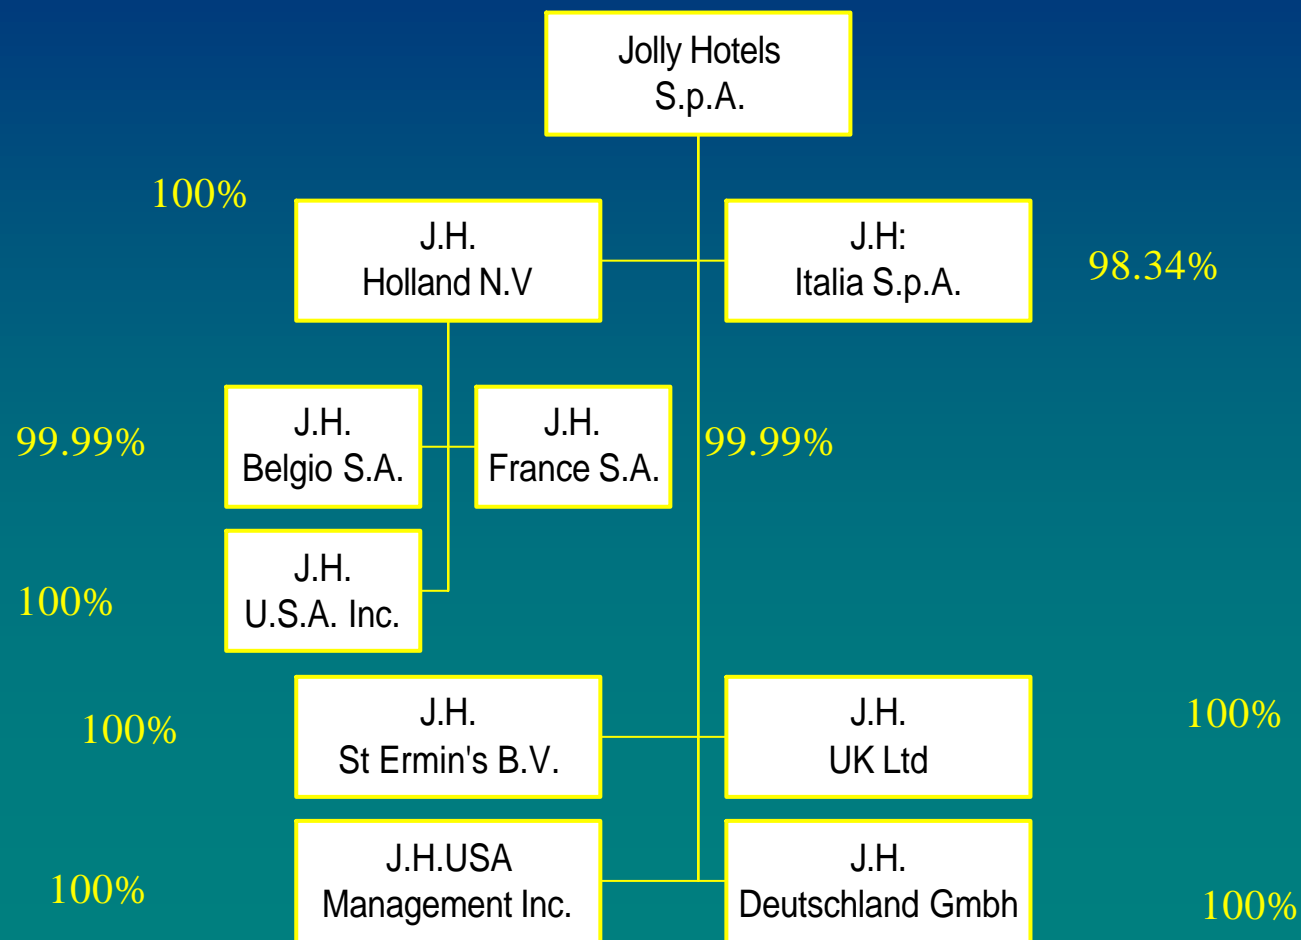 Jolly Hotels
S.p.A.
100%
J.H.
Holland N.V
J.H:
Italia S.p.A.
98.34%
99.99%
J.H.
Belgio S.A.
J.H.
France S.A.
99.99%
100%
J.H.
U.S.A. Inc.
100%
J.H.
St Ermin's B.V.
J.H.
UK Ltd
100%
100%
J.H.USA
Management Inc.
J.H.
Deutschland Gmbh
100%